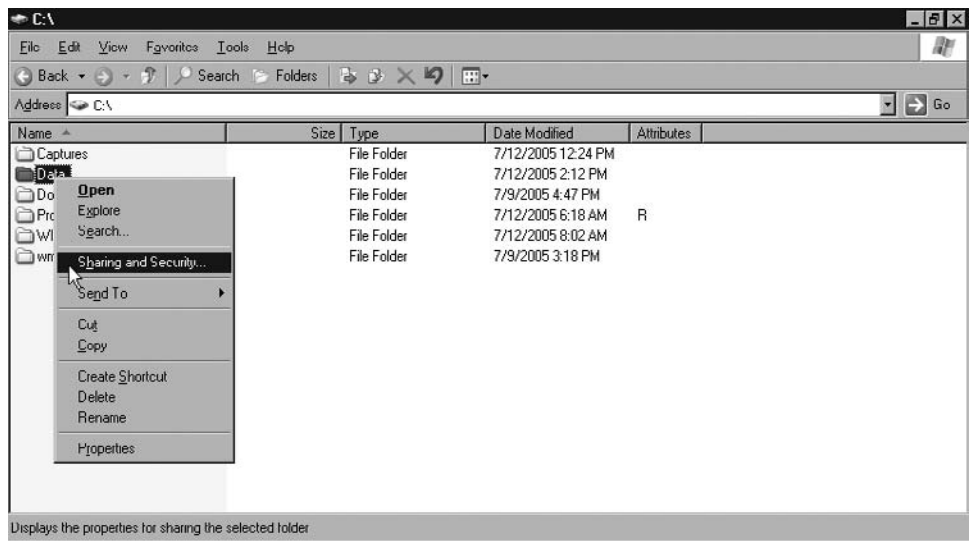 C:\
File Edit View Favorites Tools Help
Back Search Folders
Address C:\ Go
Name Size Type Date Modified Attributes
Captures File Folder 7/12/2005 12:24 PM
Data File Folder 7/12/2005 2:12 PM
Do File Folder 7/9/2005 4:47 PM
Pro File Folder 7/12/2005 6:18 AM R
WI File Folder 7/12/2005 8:02 AM
wm File Folder 7/9/2005 3:18 PM
Open
Explore
Search...
Sharing and Security...
Send To
Cut
Copy
Create Shortcut
Delete
Rename
Properties
Displays the properties for sharing the selected folder